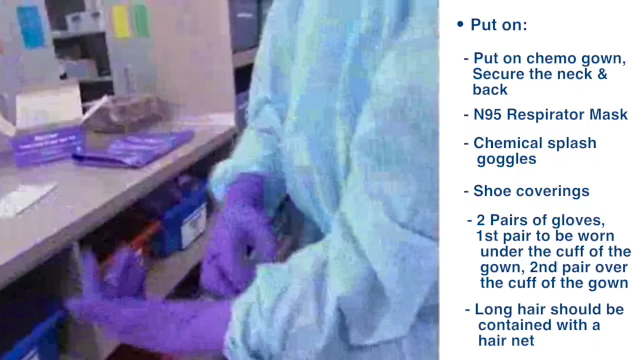 • Put on:
- Put on chemo gown,
Secure the neck &
back
- N95 Respirator Mask
- Chemical splash
goggles
- Shoe coverings
- 2 Pairs of gloves,
1st pair to be worn
under the cuff of the
gown, 2nd pair over
the cuff of the gown
- Long hair should be
contained with a
hair net